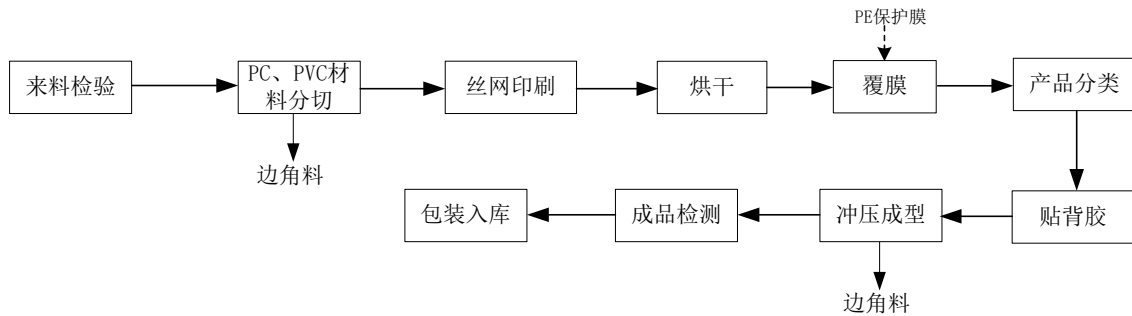 PE保护膜
来料检验
PC、PVC材
料分切
丝网印刷
烘干
覆膜
产品分类
边角料
包装入库
成品检测
冲压成型
贴背胶
边角料